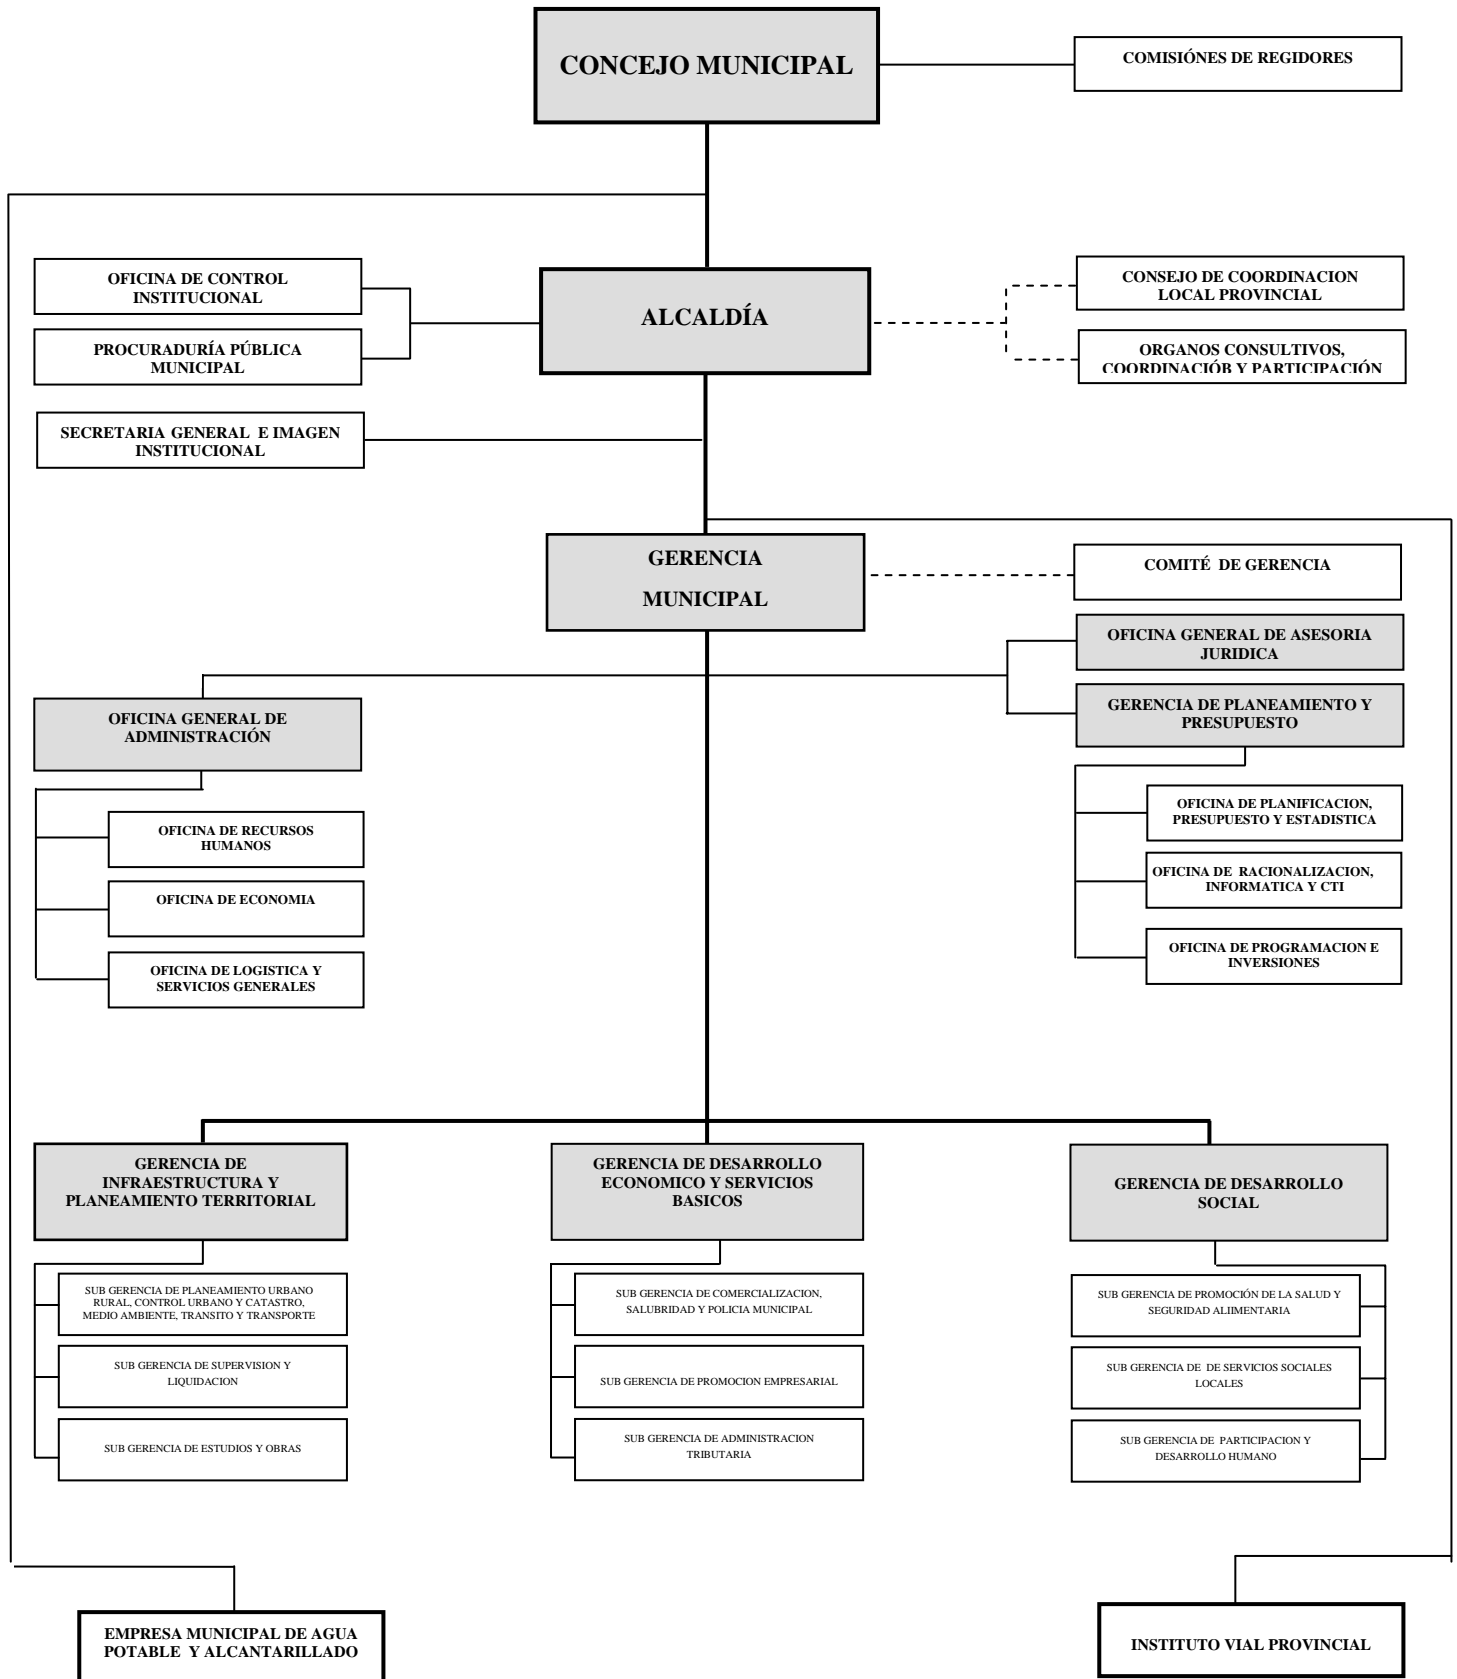 CONCEJO MUNICIPAL
COMISIÓNES DE REGIDORES
OFICINA DE CONTROL
INSTITUCIONAL
PROCURADURÍA PÚBLICA
MUNICIPAL
ALCALDÍA
CONSEJO DE COORDINACION
LOCAL PROVINCIAL
ORGANOS CONSULTIVOS,
COORDINACIÓB Y PARTICIPACIÓN
SECRETARIA GENERAL E IMAGEN
INSTITUCIONAL
GERENCIA
MUNICIPAL
COMITÉ DE GERENCIA
OFICINA GENERAL DE ASESORIA
JURIDICA
OFICINA GENERAL DE
ADMINISTRACIÓN
GERENCIA DE PLANEAMIENTO Y
PRESUPUESTO
OFICINA DE RECURSOS
HUMANOS
OFICINA DE ECONOMIA
OFICINA DE LOGISTICA Y
SERVICIOS GENERALES
OFICINA DE PLANIFICACION,
PRESUPUESTO Y ESTADISTICA
OFICINA DE RACIONALIZACION,
INFORMATICA Y CTI
OFICINA DE PROGRAMACION E
INVERSIONES
GERENCIA DE
INFRAESTRUCTURA Y
PLANEAMIENTO TERRITORIAL
SUB GERENCIA DE PLANEAMIENTO URBANO
RURAL, CONTROL URBANO Y CATASTRO,
MEDIO AMBIENTE, TRANSITO Y TRANSPORTE
SUB GERENCIA DE SUPERVISION Y
LIQUIDACION
SUB GERENCIA DE ESTUDIOS Y OBRAS
GERENCIA DE DESARROLLO
ECONOMICO Y SERVICIOS
BASICOS
SUB GERENCIA DE COMERCIALIZACION,
SALUBRIDAD Y POLICIA MUNICIPAL
SUB GERENCIA DE PROMOCION EMPRESARIAL
SUB GERENCIA DE ADMINISTRACION
TRIBUTARIA
GERENCIA DE DESARROLLO
SOCIAL
SUB GERENCIA DE PROMOCIÓN DE LA SALUD Y
SEGURIDAD ALIIMENTARIA
SUB GERENCIA DE DE SERVICIOS SOCIALES
LOCALES
SUB GERENCIA DE PARTICIPACION Y
DESARROLLO HUMANO
EMPRESA MUNICIPAL DE AGUA
POTABLE Y ALCANTARILLADO
INSTITUTO VIAL PROVINCIAL